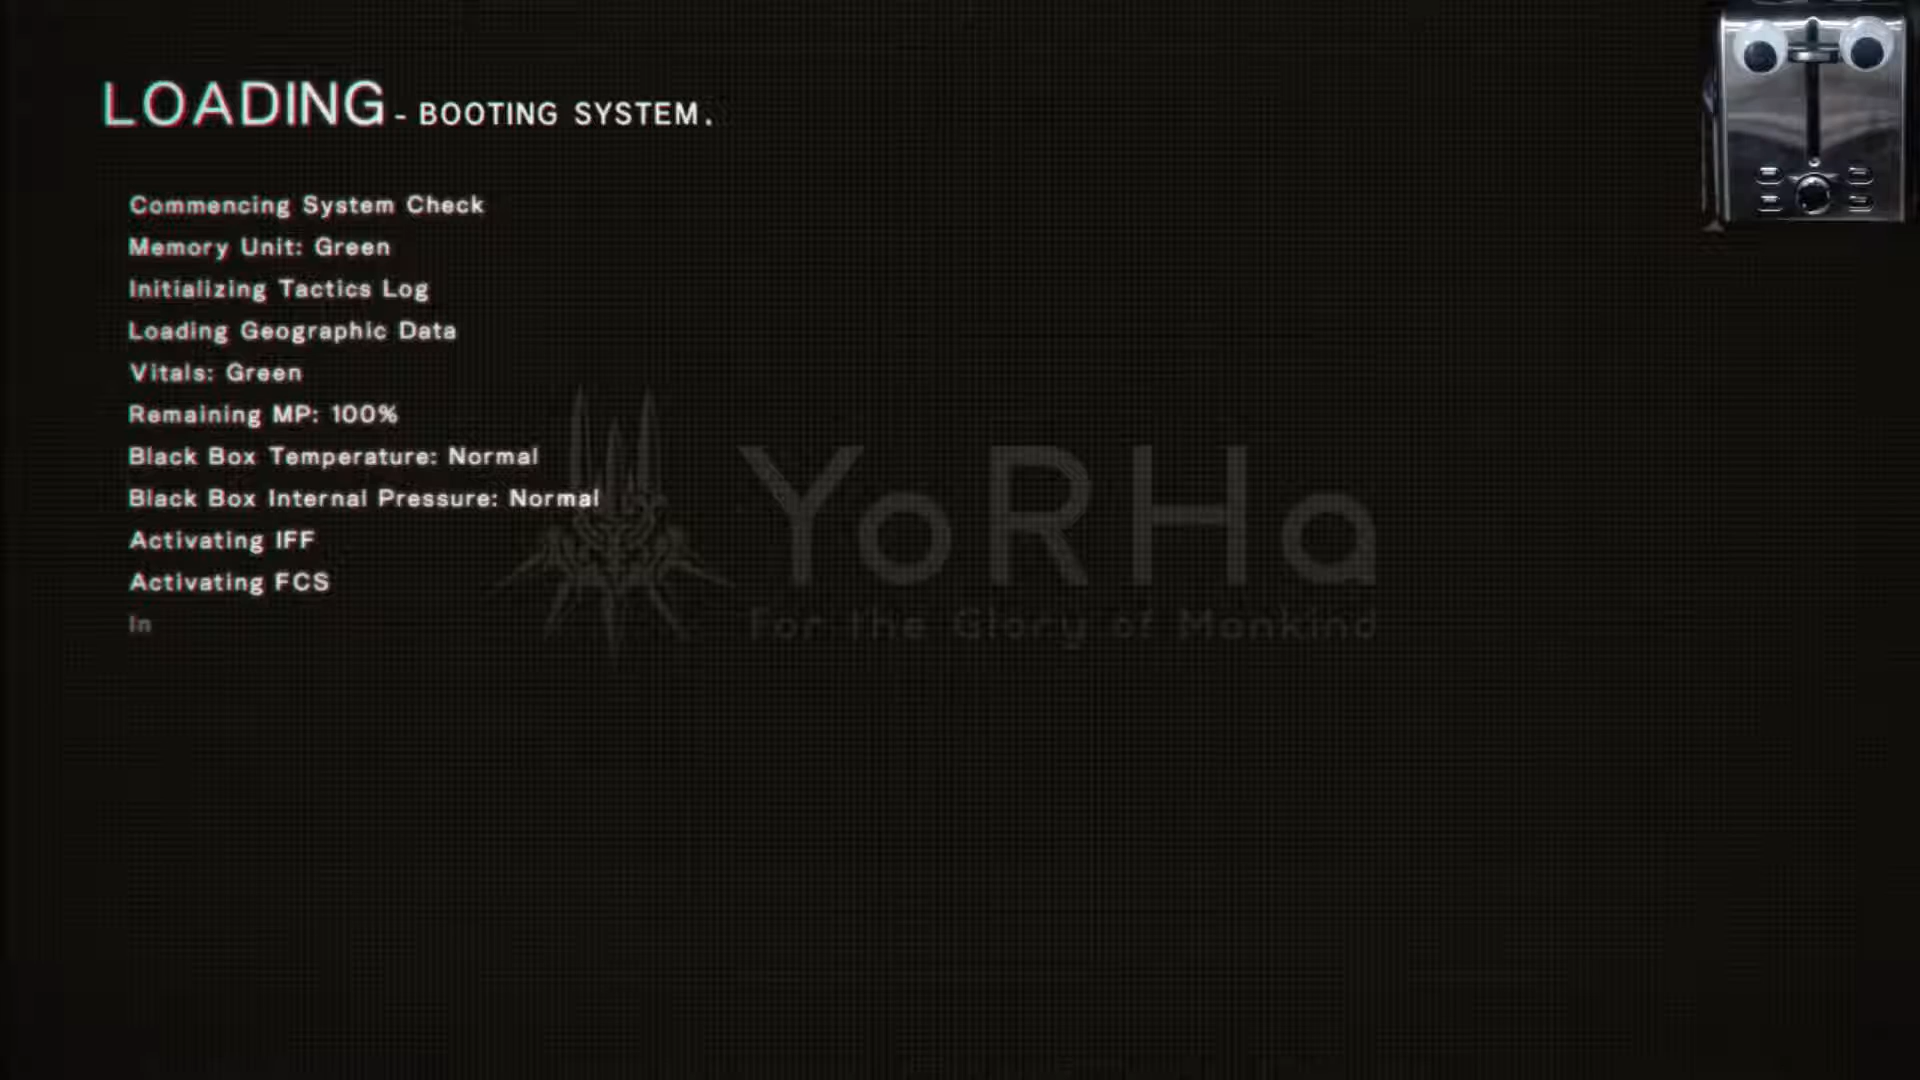 LOADING - BOOTING SYSTEM.
Commencing System Check
Memory Unit: Green
Initializing Tactics Log
Loading Geographic Data
Vitals: Green
Remaining MP: 100%
Black Box Temperature: Normal
Black Box Internal Pressure: Normal
Activating IFF
Activating FCS
In
YoRHa
For the Glory of Mankind